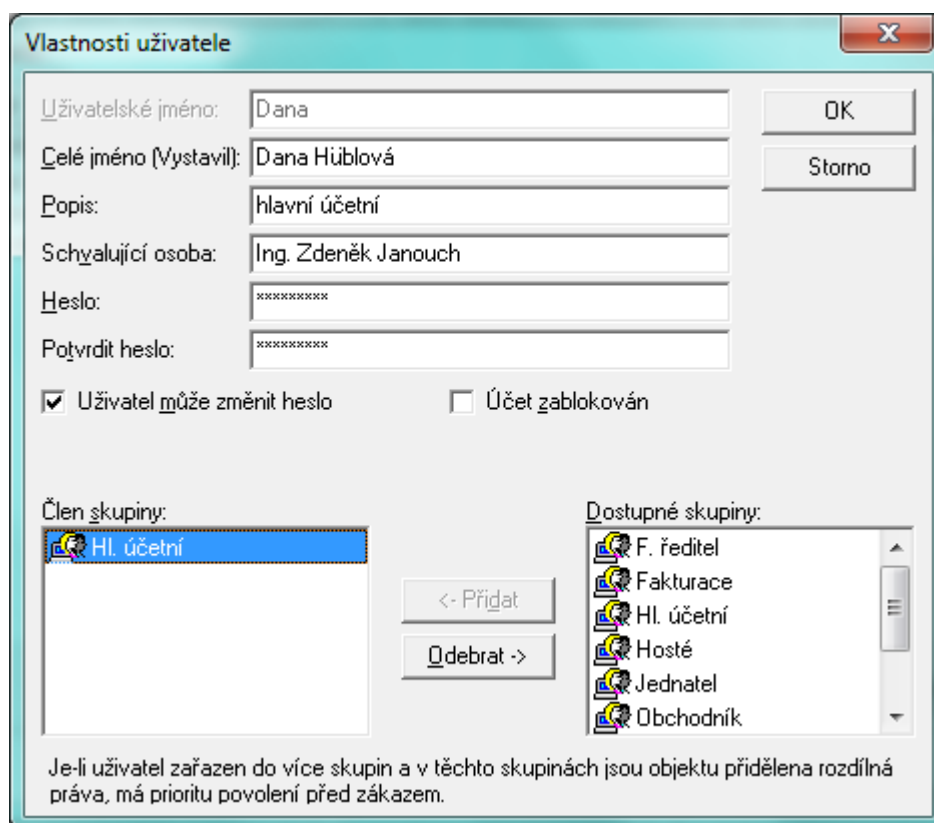 Vlastnosti uživatele
Uživatelské jméno: Dana
OK
Celé jméno (Vystavil): Dana Hüblová
Storno
Popis: hlavní účetní
Schvalující osoba: Ing. Zdeněk Janouch
Heslo: *********
Potvrdit heslo: *********
Uživatel může změnit heslo
Účet zablokován
Člen skupiny:
Hl. účetní
<- Přidat
Odebrat ->
Dostupné skupiny:
F. ředitel
Fakturace
Hl. účetní
Hosté
Jednatel
Obchodník
Je-li uživatel zařazen do více skupin a v těchto skupinách jsou objektu přidělena rozdílná
práva, má prioritu povolení před zákazem.